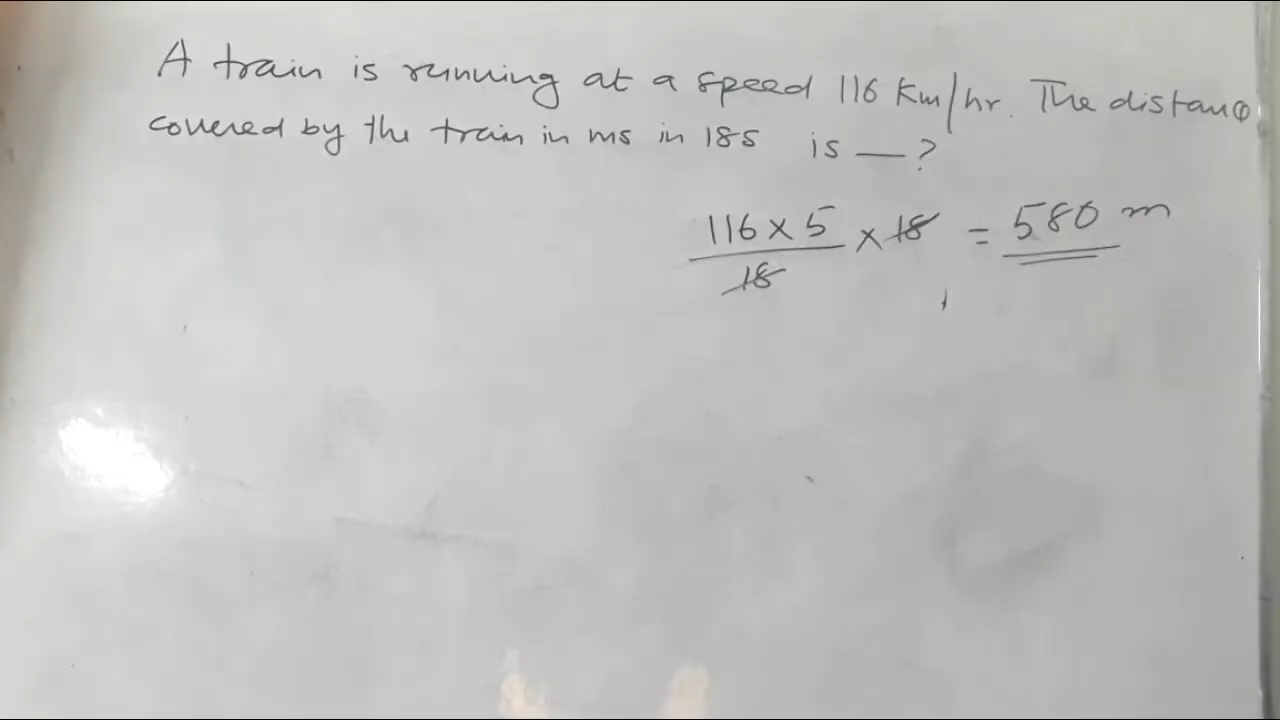 A train is running at a speed 116 Km/hr. The distance
covered by the train in ms in 18s is — ?
116 × 5 / 18 × 18 = 580 m